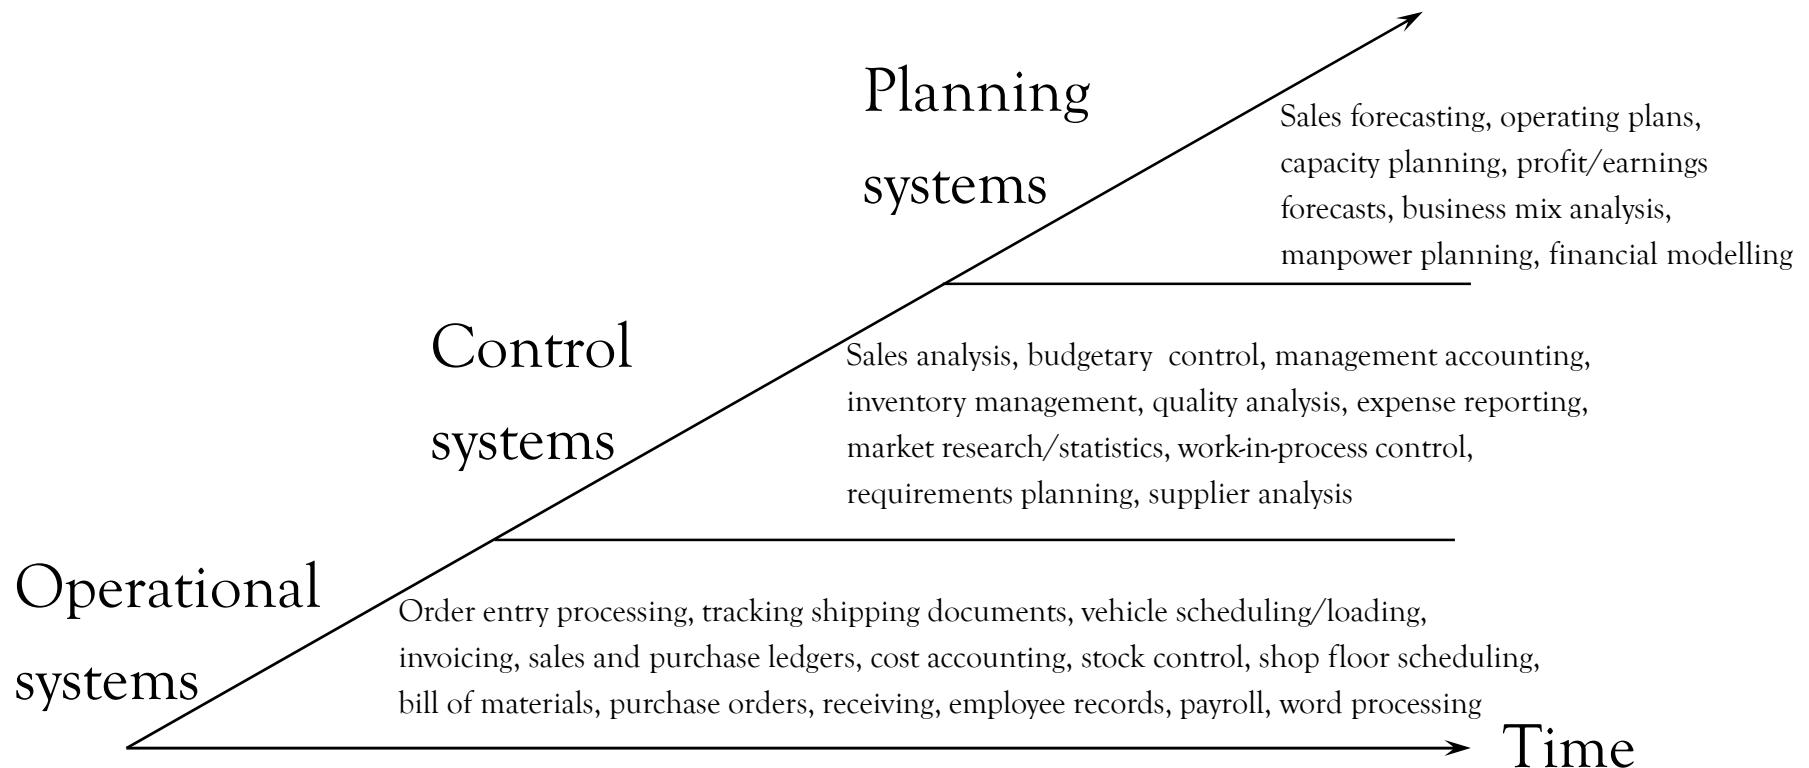 Planning
systems
Sales forecasting, operating plans,
capacity planning, profit/earnings
forecasts, business mix analysis,
manpower planning, financial modelling
Control
systems
Sales analysis, budgetary  control, management accounting,
inventory management, quality analysis, expense reporting,
market research/statistics, work-in-process control,
requirements planning, supplier analysis
Operational
systems
Order entry processing, tracking shipping documents, vehicle scheduling/loading,
invoicing, sales and purchase ledgers, cost accounting, stock control, shop floor scheduling,
bill of materials, purchase orders, receiving, employee records, payroll, word processing
Time